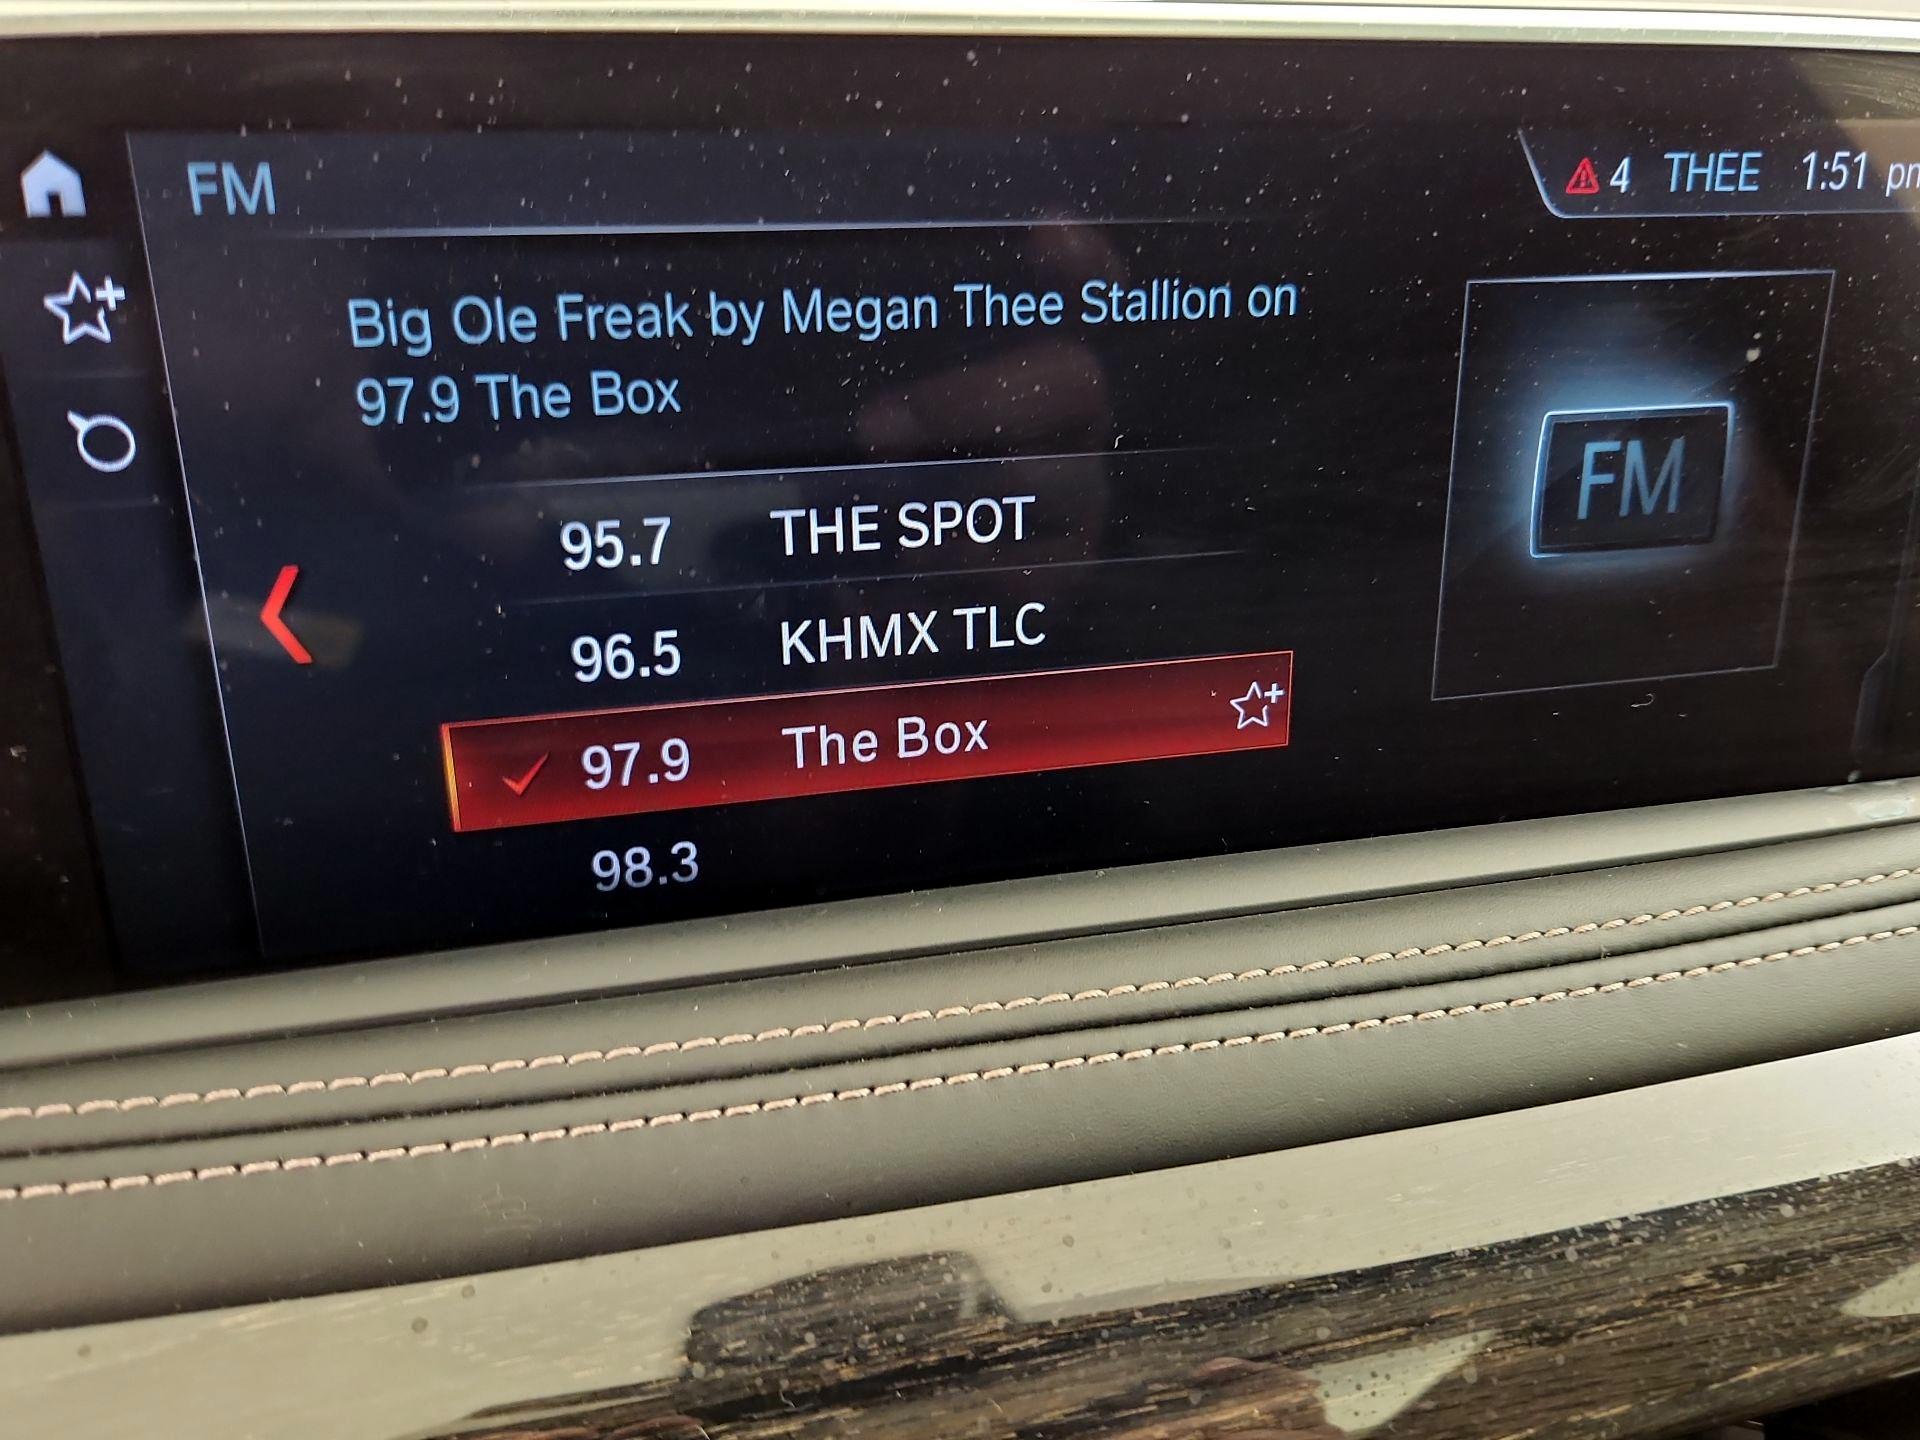 FM
4 THEE 1:51
Big Ole Freak by Megan Thee Stallion on
97.9 The Box
FM
95.7 THE SPOT
96.5 KHMX TLC
97.9 The Box
98.3